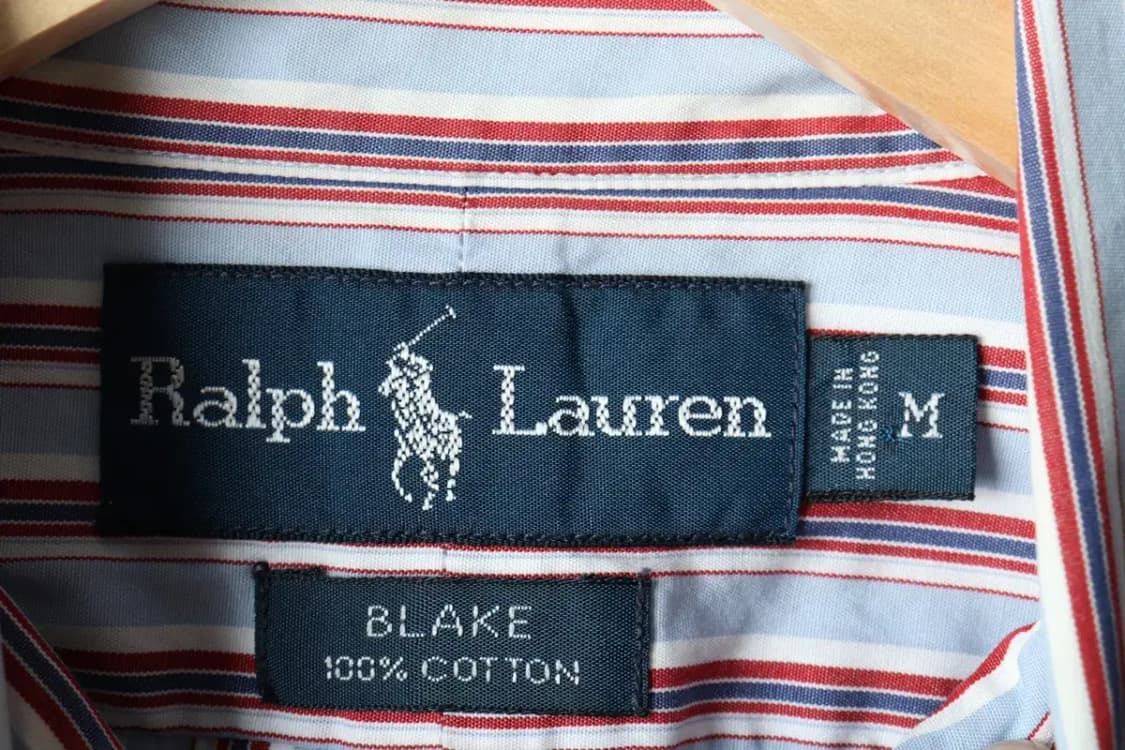 Ralph Lauren
MADE IN
HONG KONG
M
BLAKE
100% COTTON